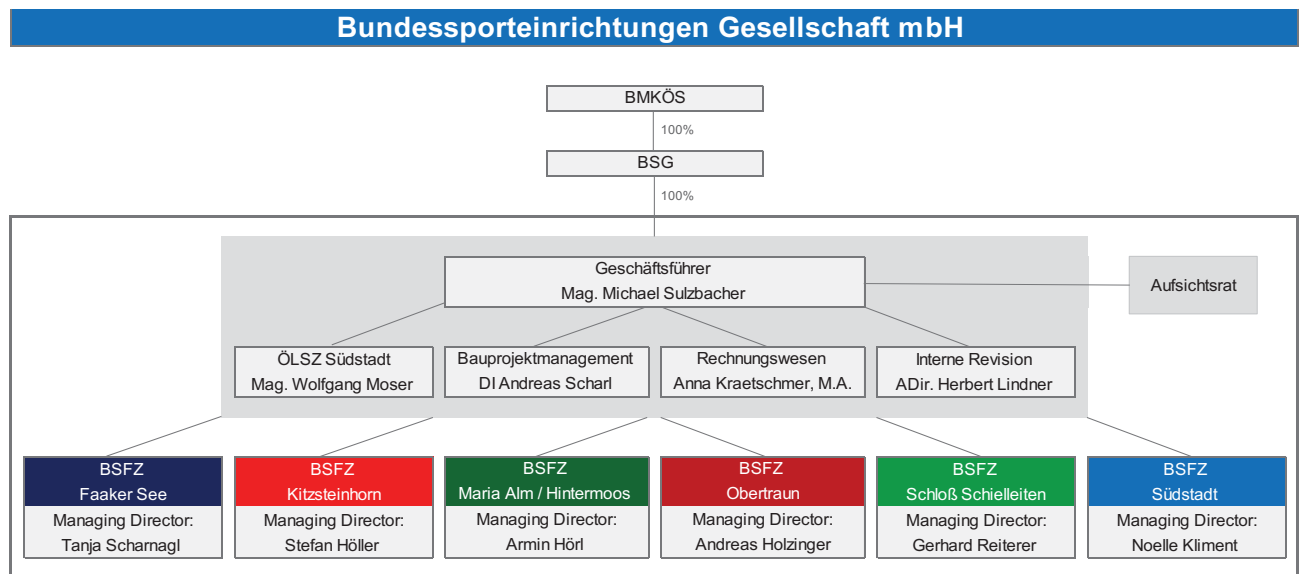 Bundessporteinrichtungen Gesellschaft mbH
BMKÖS
100%
BSG
100%
Geschäftsführer
Mag. Michael Sulzbacher
Aufsichtsrat
ÖLSZ Südstadt
Mag. Wolfgang Moser
Bauprojektmanagement
DI Andreas Scharl
Rechnungswesen
Anna Kraetschmer, M.A.
Interne Revision
ADir. Herbert Lindner
BSFZ
Faaker See
Managing Director:
Tanja Scharnagl
BSFZ
Kitzsteinhorn
Managing Director:
Stefan Höller
BSFZ
Maria Alm / Hintermoos
Managing Director:
Armin Hörl
BSFZ
Obertraun
Managing Director:
Andreas Holzinger
BSFZ
Schloß Schielleiten
Managing Director:
Gerhard Reiterer
BSFZ
Südstadt
Managing Director:
Noelle Kliment